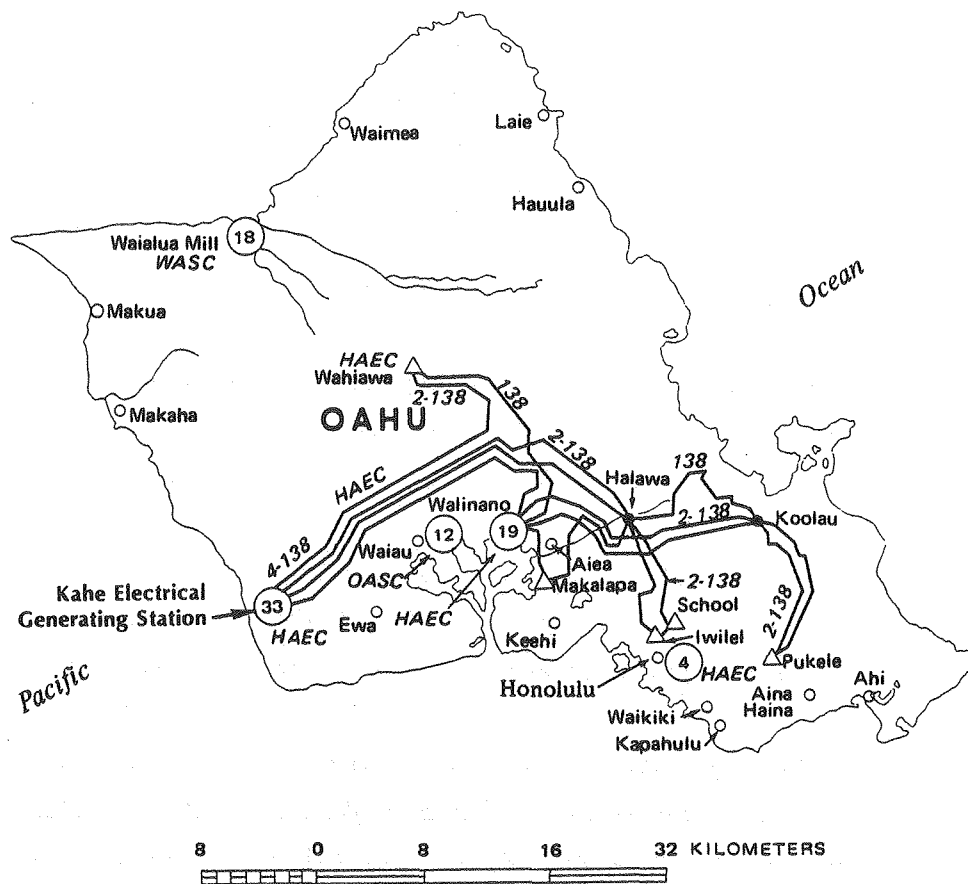 Waimea
Laie
Hauula
Waialua Mill
18
WASC
Ocean
Makua
HAEC
Wahiawa
2-138
138
OAHU
Makaha
2-138
Halawa
138
HAEC
Walinano
2-138
Koolau
12
19
Waiau
4-138
OASC
Aiea
Makalapa
2-138
Kahe Electrical
Generating Station
33
HAEC
Ewa
HAEC
School
2-138
Keehi
Iwilel
Pukele
Pacific
Honolulu
4
HAEC
Aina
Haina
Ahi
Waikiki
Kapahulu
8 0 8 16 32 KILOMETERS